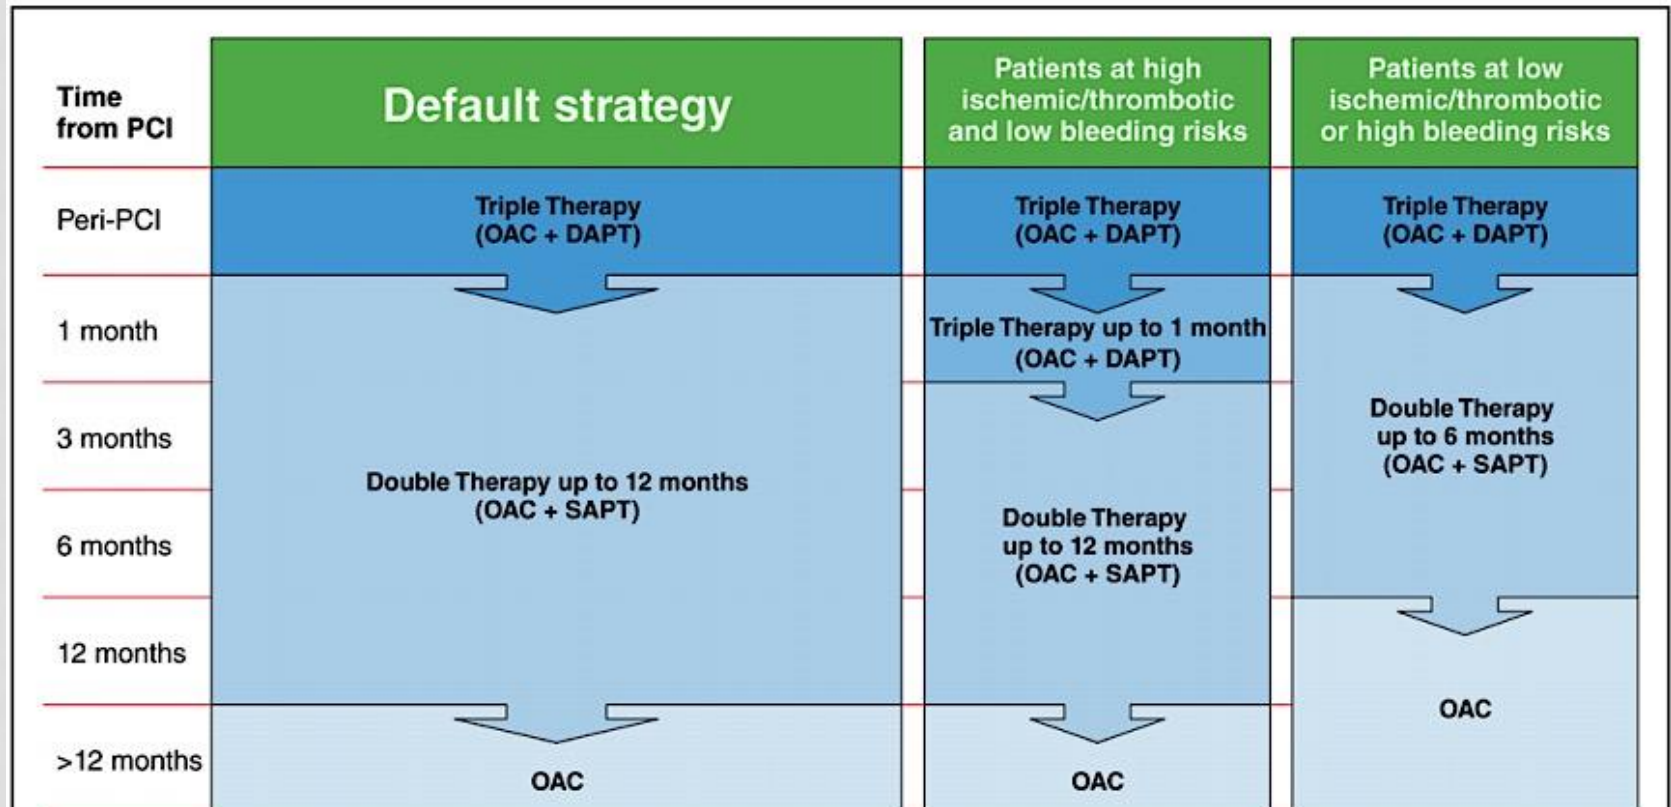 Time
from PCI
Default strategy
Patients at high
ischemic/thrombotic
and low bleeding risks
Patients at low
ischemic/thrombotic
or high bleeding risks
Peri-PCI
Triple Therapy
(OAC + DAPT)
Triple Therapy
(OAC + DAPT)
Triple Therapy
(OAC + DAPT)
1 month
Triple Therapy up to 1 month
(OAC + DAPT)
3 months
Double Therapy up to 12 months
(OAC + SAPT)
Double Therapy
up to 6 months
(OAC + SAPT)
6 months
Double Therapy
up to 12 months
(OAC + SAPT)
12 months
OAC
>12 months
OAC
OAC